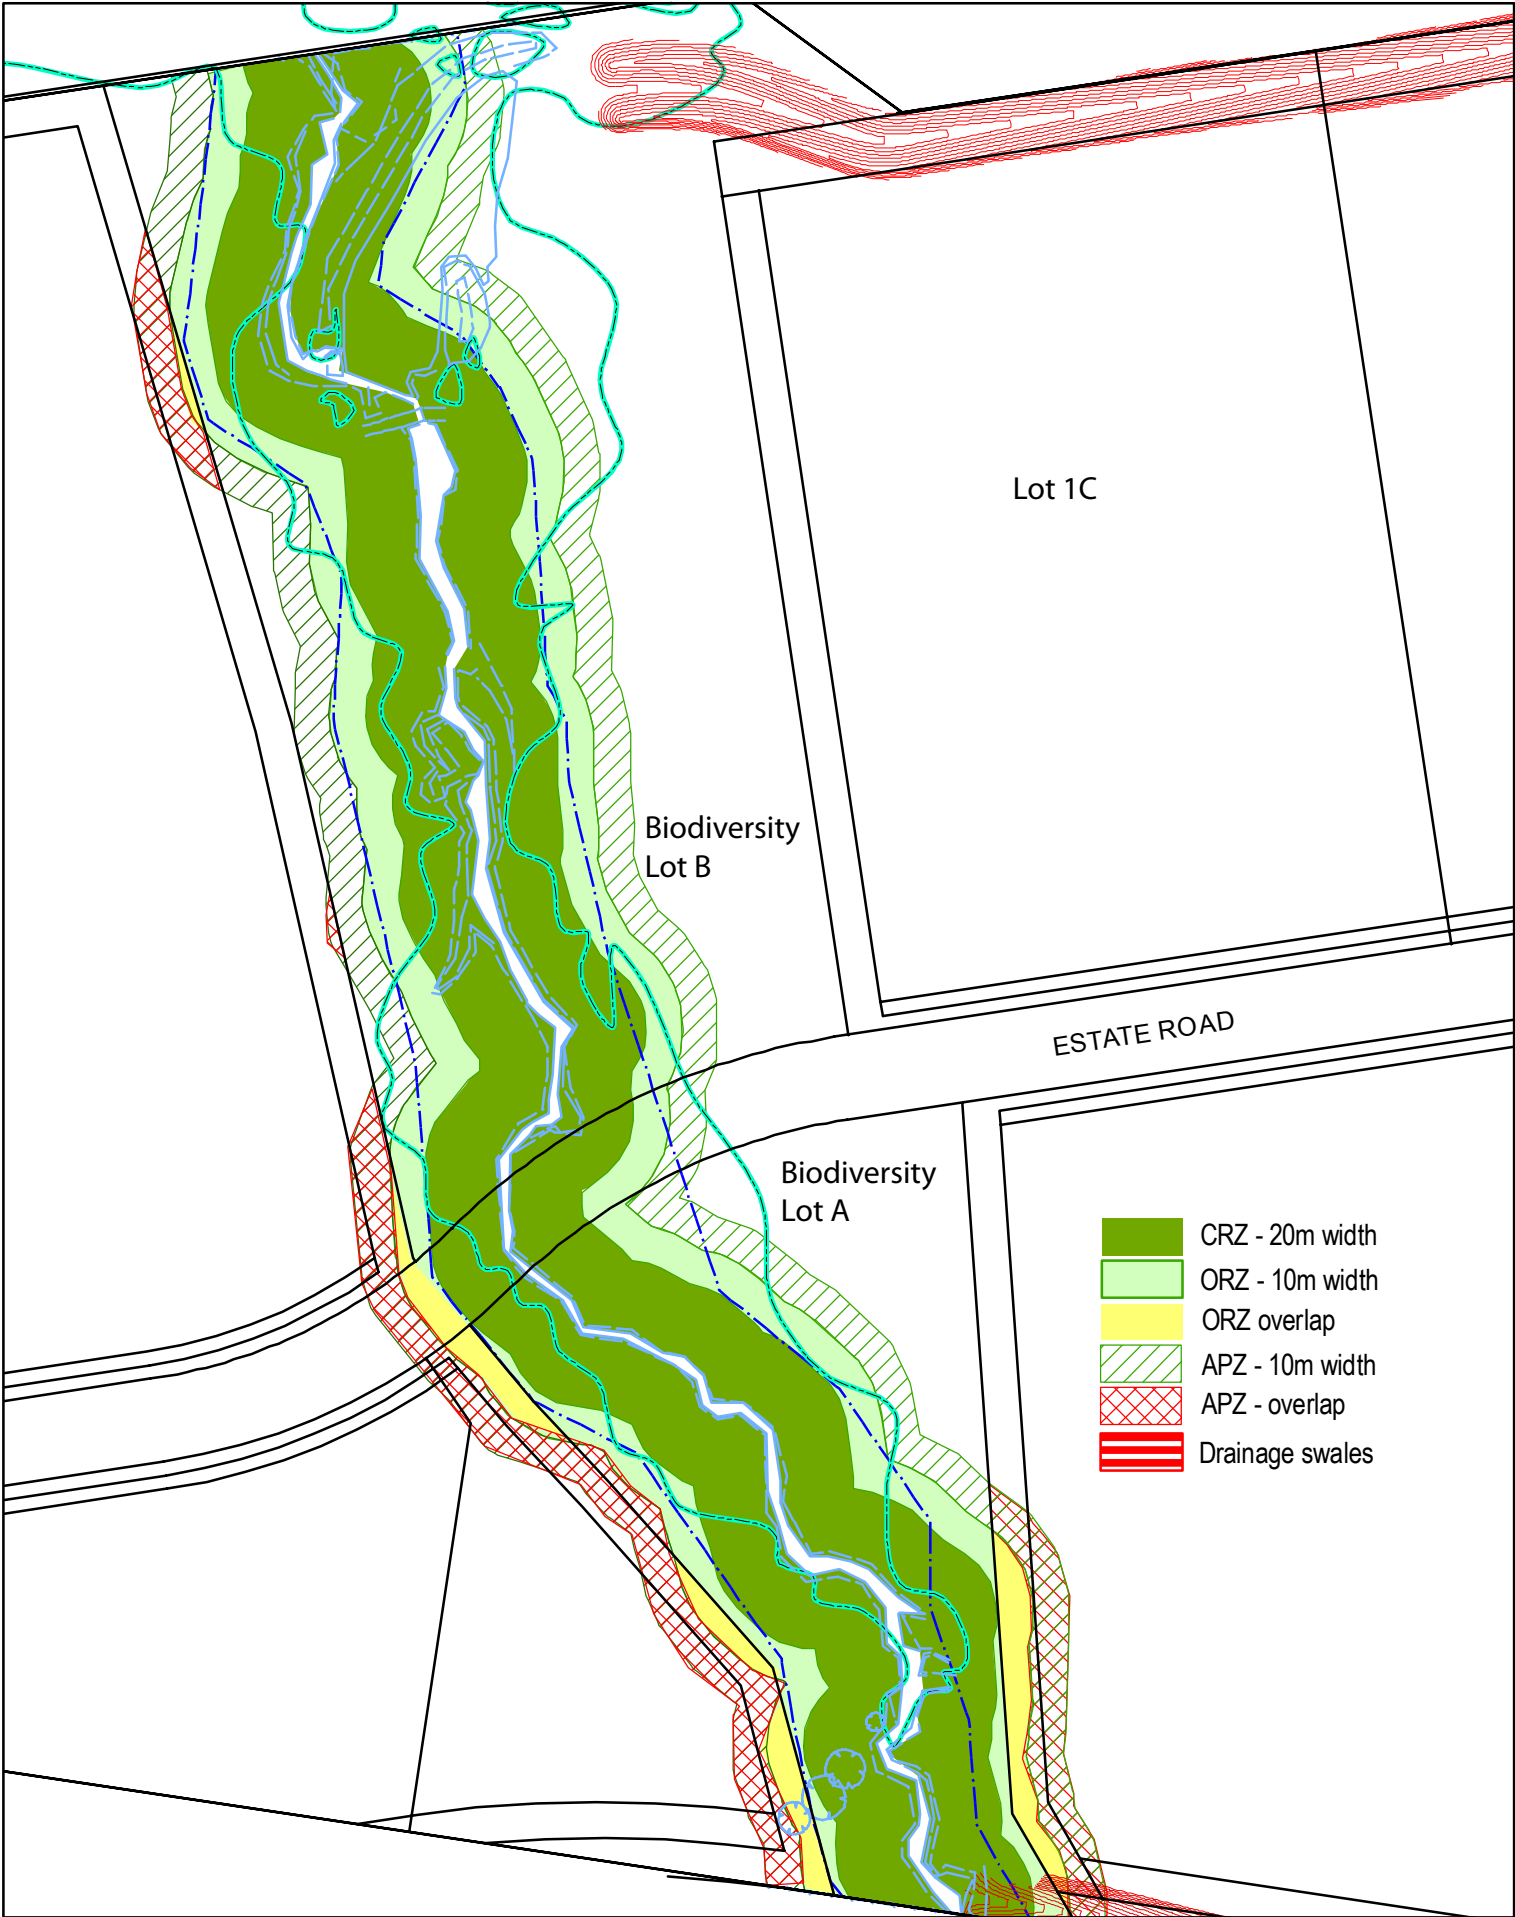 Lot 1C
Biodiversity
Lot B
ESTATE ROAD
Biodiversity
Lot A
CRZ - 20m width
ORZ - 10m width
ORZ overlap
APZ - 10m width
APZ - overlap
Drainage swales